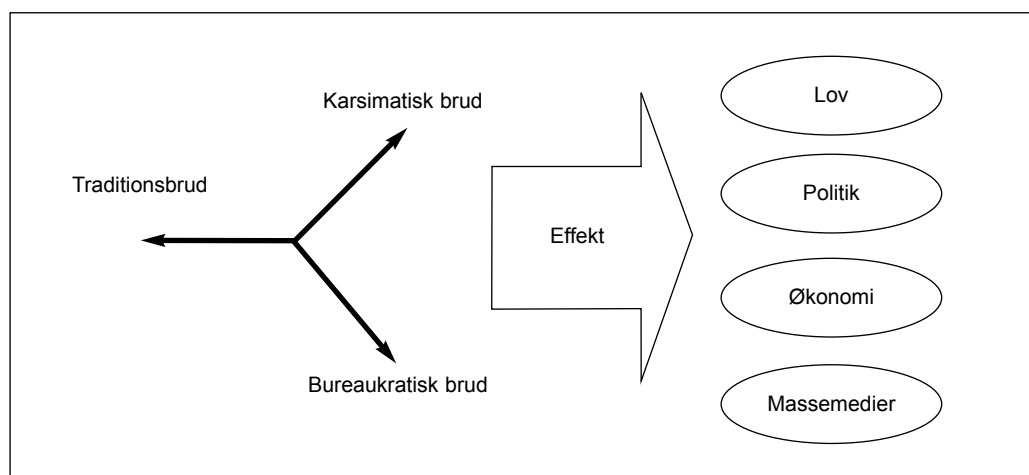 Karsimatisk brud
Traditionsbrud
Bureaukratisk brud
Effekt
Lov
Politik
Økonomi
Massemedier